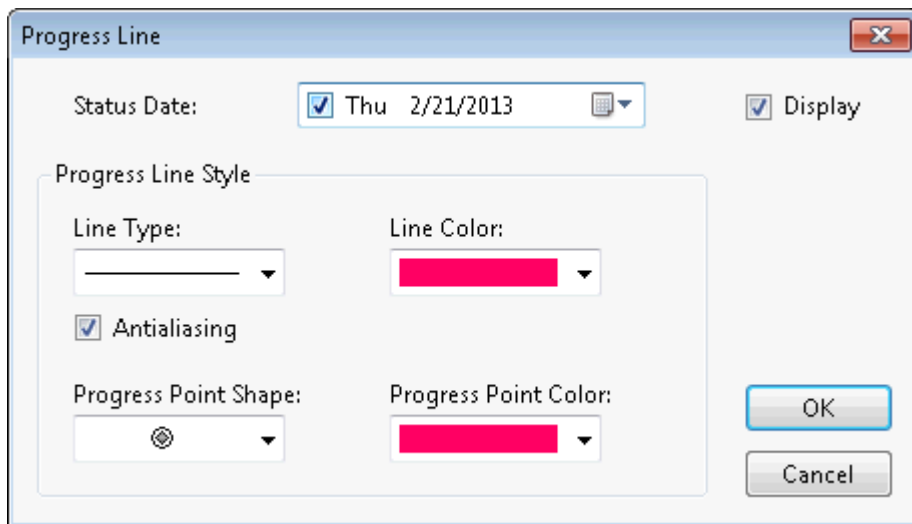 Progress Line
Status Date:
Thu 2/21/2013
Display
Progress Line Style
Line Type:
Line Color:
Antialiasing
Progress Point Shape:
Progress Point Color:
OK
Cancel